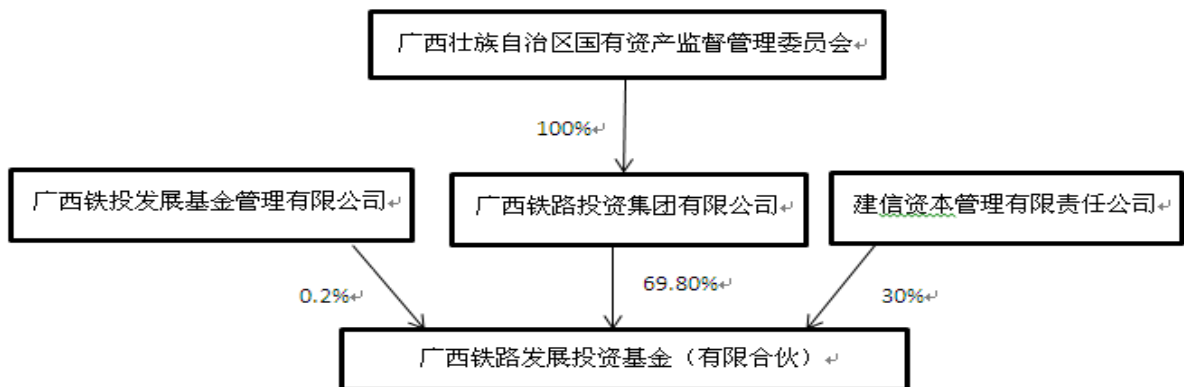 广西壮族自治区国有资产监督管理委员会↵
100%↵
广西铁投发展基金管理有限公司↵
广西铁路投资集团有限公司↵
建信资本管理有限责任公司↵
0.2%↵
69.80%↵
30%↵
广西铁路发展投资基金（有限合伙）↵